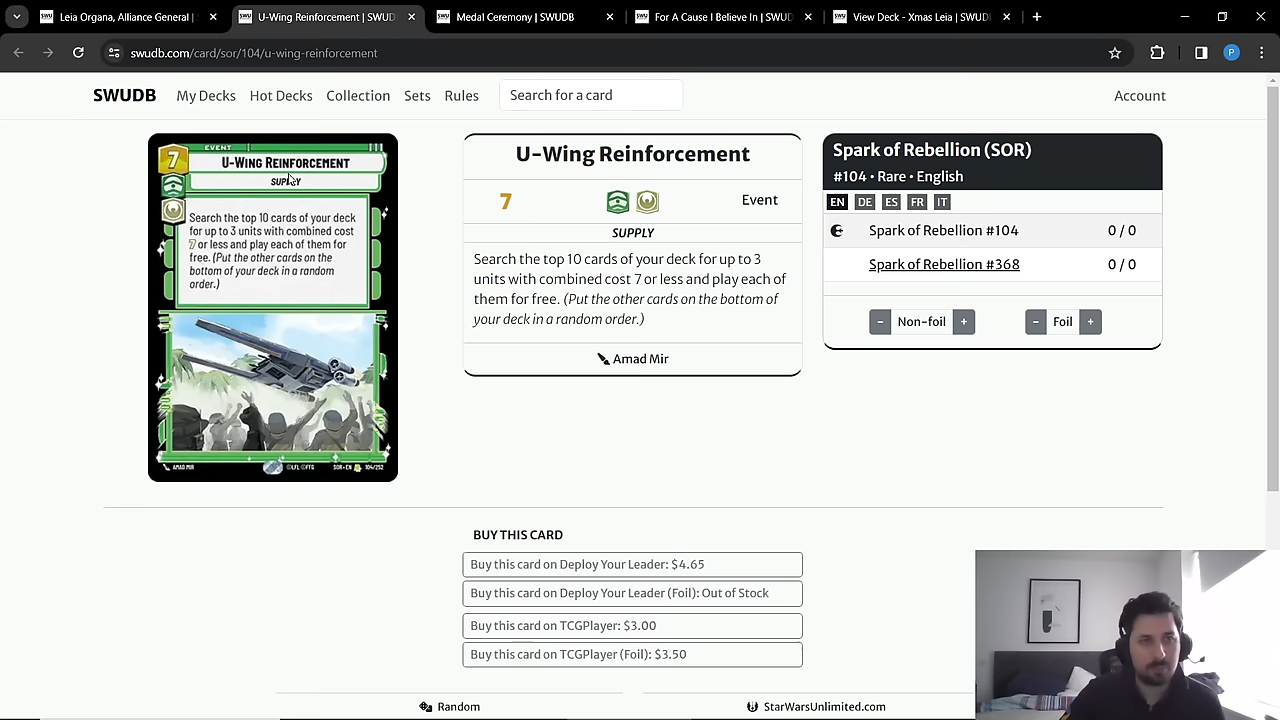 Leia Organa, Alliance General |
U-Wing Reinforcement | SWUD
Medal Ceremony | SWUDB
For A Cause I Believe In | SWUD
View Deck - Xmas Leia | SWUD
swudb.com/card/sor/104/u-wing-reinforcement
P
SWUDB My Decks Hot Decks Collection Sets Rules Search for a card Account
7
EVENT
U-Wing Reinforcement
SUPPLY
Search the top 10 cards of your deck
for up to 3 units with combined cost
7 or less and play each of them for
free. (Put the other cards on the
bottom of your deck in a random
order.)
AMAD MIR
©LFL ©FFG
SOR • EN
104/252
U-Wing Reinforcement
7 Event
SUPPLY
Search the top 10 cards of your deck for up to 3
units with combined cost 7 or less and play each of
them for free. (Put the other cards on the bottom of
your deck in a random order.)
Amad Mir
Spark of Rebellion (SOR)
#104 • Rare • English
EN DE ES FR IT
Spark of Rebellion #104 0 / 0
Spark of Rebellion #368 0 / 0
- Non-foil + - Foil +
BUY THIS CARD
Buy this card on Deploy Your Leader: $4.65
Buy this card on Deploy Your Leader (Foil): Out of Stock
Buy this card on TCGPlayer: $3.00
Buy this card on TCGPlayer (Foil): $3.50
Random
StarWarsUnlimited.com